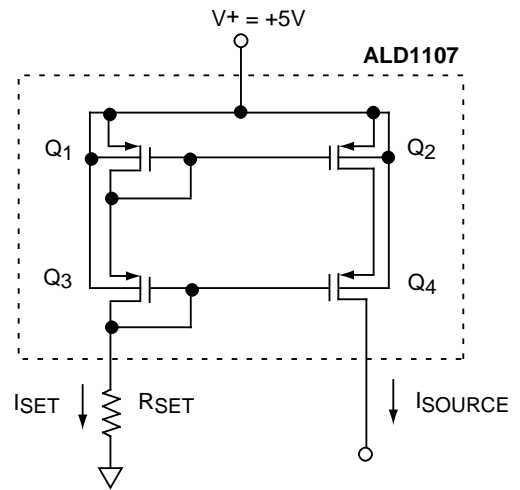 V+ = +5V
ALD1107
Q1
Q2
Q3
Q4
ISET
RSET
ISOURCE